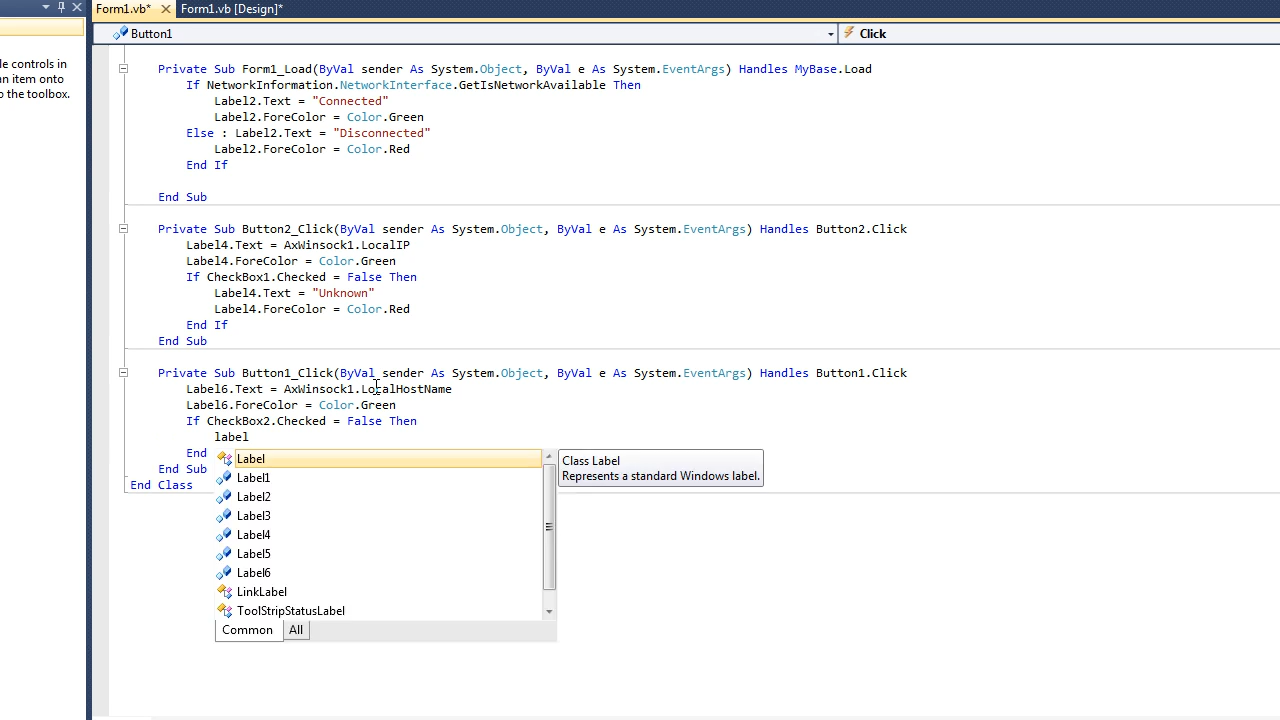 Form1.vb* Form1.vb [Design]*
Button1 Click
le controls in
an item onto
o the toolbox.
Private Sub Form1_Load(ByVal sender As System.Object, ByVal e As System.EventArgs) Handles MyBase.Load
If NetworkInformation.NetworkInterface.GetIsNetworkAvailable Then
Label2.Text = "Connected"
Label2.ForeColor = Color.Green
Else : Label2.Text = "Disconnected"
Label2.ForeColor = Color.Red
End If
End Sub
Private Sub Button2_Click(ByVal sender As System.Object, ByVal e As System.EventArgs) Handles Button2.Click
Label4.Text = AxWinsock1.LocalIP
Label4.ForeColor = Color.Green
If CheckBox1.Checked = False Then
Label4.Text = "Unknown"
Label4.ForeColor = Color.Red
End If
End Sub
Private Sub Button1_Click(ByVal sender As System.Object, ByVal e As System.EventArgs) Handles Button1.Click
Label6.Text = AxWinsock1.LocalHostName
Label6.ForeColor = Color.Green
If CheckBox2.Checked = False Then
label
End
End Sub
End Class
Label
Label1
Label2
Label3
Label4
Label5
Label6
LinkLabel
ToolStripStatusLabel
Common All
Class Label
Represents a standard Windows label.